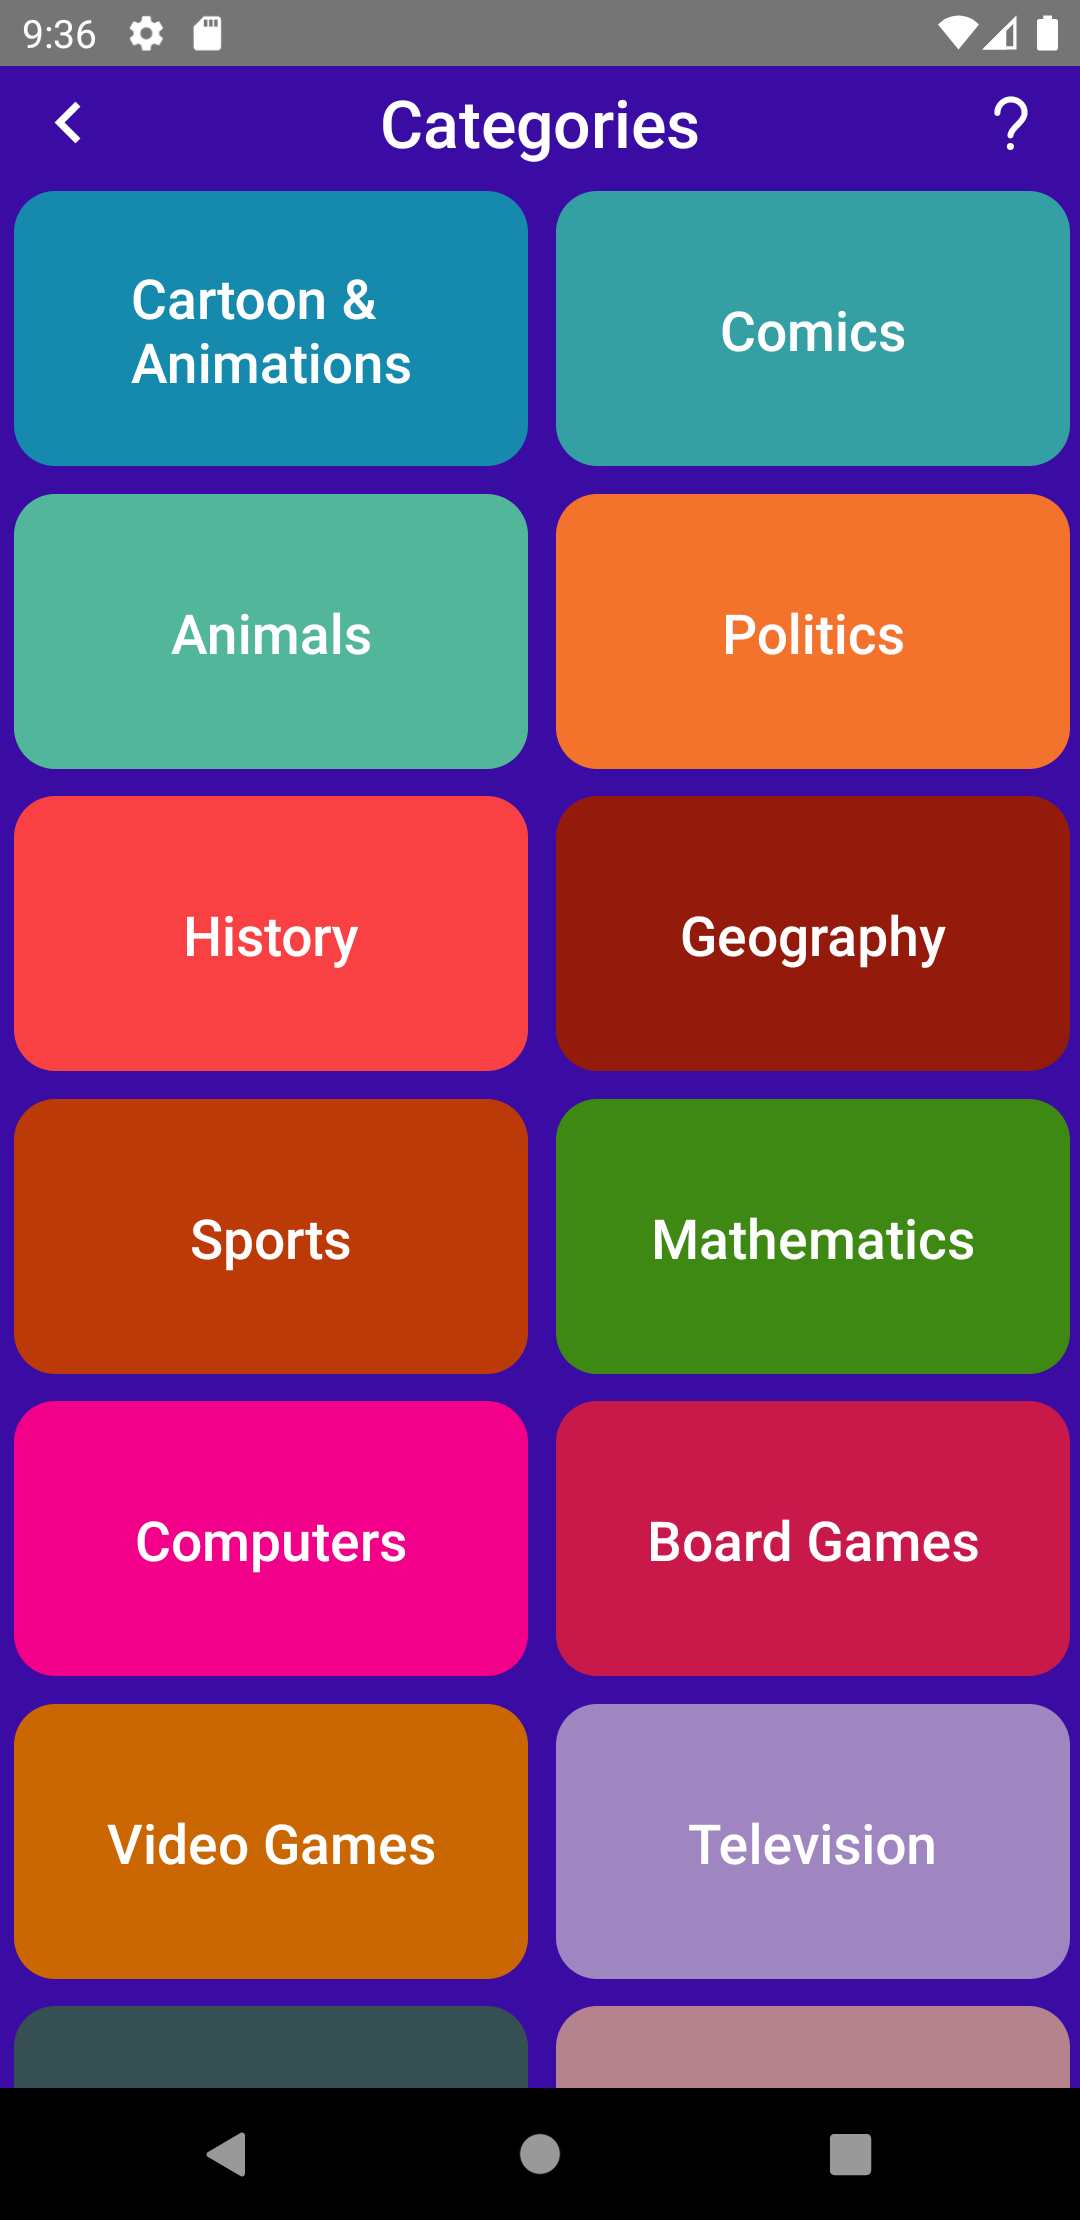 9:36
Categories
Cartoon &
Animations
Comics
Animals
Politics
History
Geography
Sports
Mathematics
Computers
Board Games
Video Games
Television